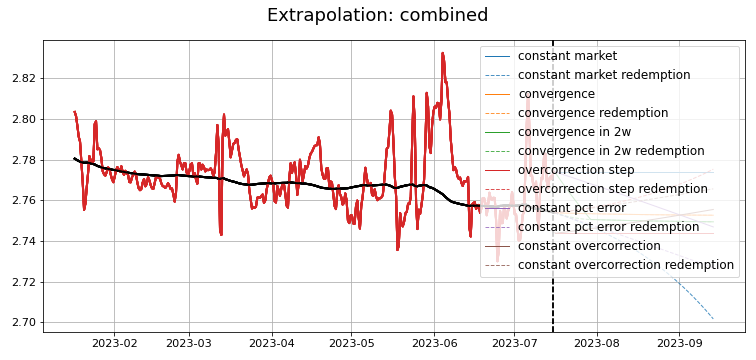 Extrapolation: combined
2.82
2.80
2.78
2.76
2.74
2.72
2.70
constant market
constant market redemption
convergence
convergence redemption
convergence in 2w
convergence in 2w redemption
overcorrection step
overcorrection step redemption
constant pct error
constant pct error redemption
constant overcorrection
constant overcorrection redemption
2023-02 2023-03 2023-04 2023-05 2023-06 2023-07 2023-08 2023-09